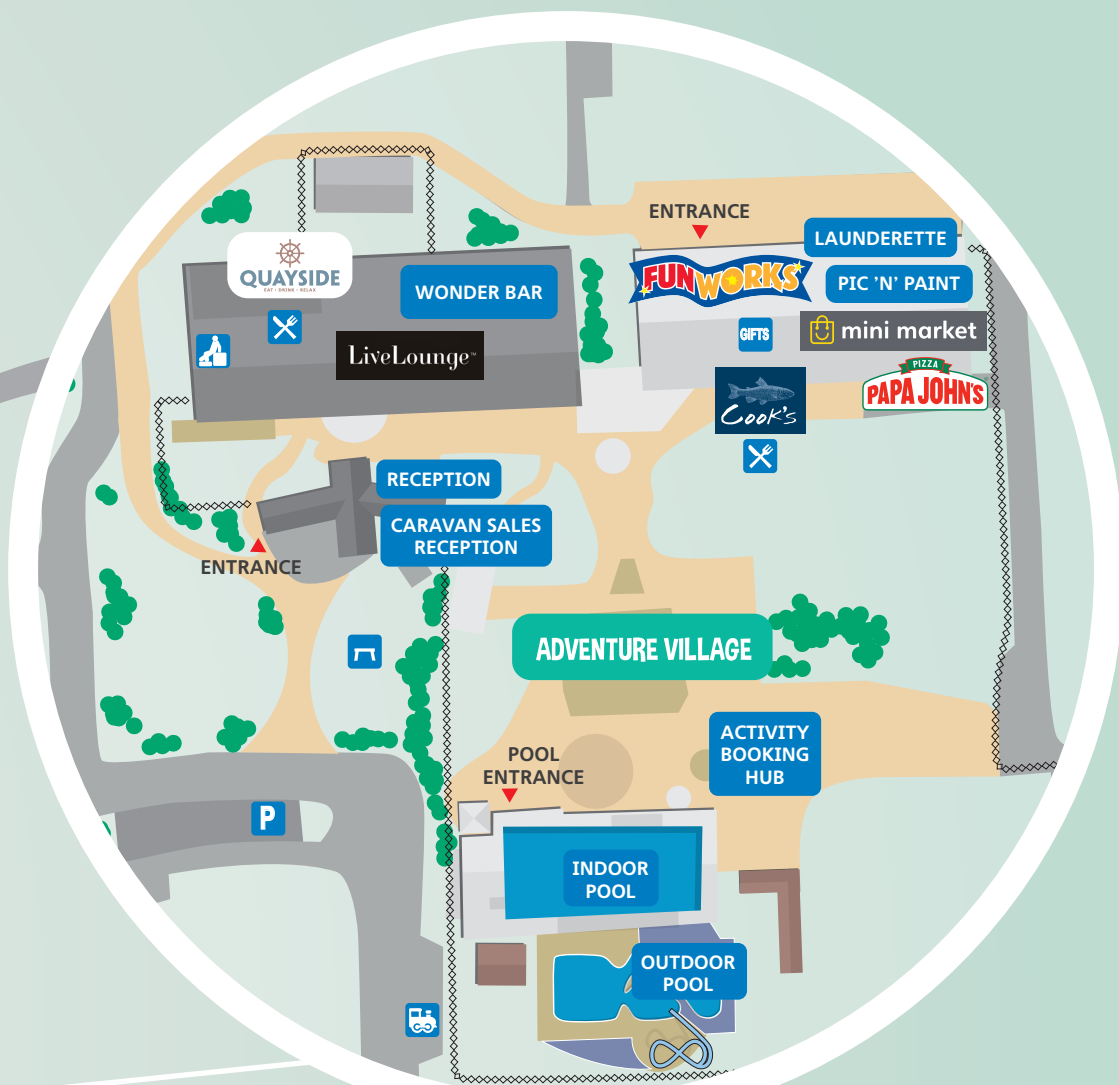 ENTRANCE
LAUNDERETTE
QUAYSIDE
EAT • DRINK • RELAX
WONDER BAR
FUNWORKS
PIC ’N’ PAINT
GIFTS
mini market
LiveLounge™
PIZZA
PAPA JOHN'S
COOK'S
RECEPTION
CARAVAN SALES
RECEPTION
ENTRANCE
ADVENTURE VILLAGE
ACTIVITY
BOOKING
HUB
POOL
ENTRANCE
P
INDOOR
POOL
OUTDOOR
POOL